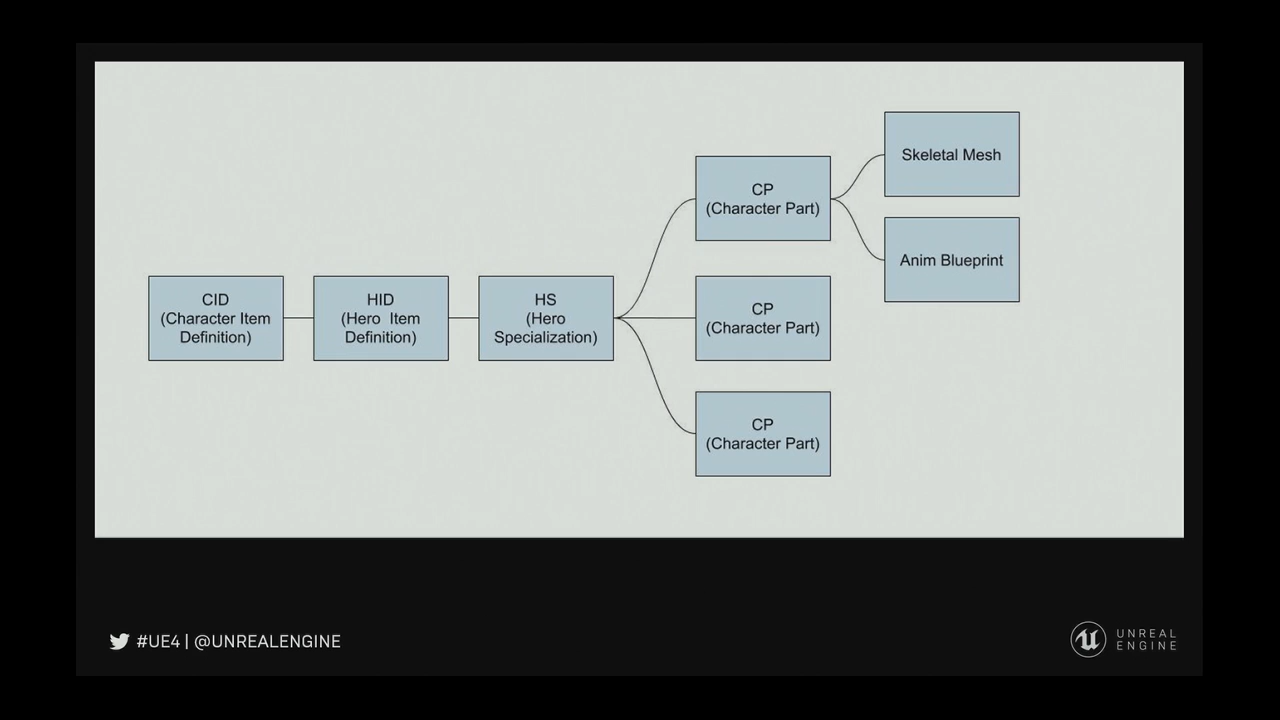 Skeletal Mesh
CP
(Character Part)
Anim Blueprint
CID
(Character Item
Definition)
HID
(Hero Item
Definition)
HS
(Hero
Specialization)
CP
(Character Part)
CP
(Character Part)
#UE4 | @UNREALENGINE
UNREAL
ENGINE